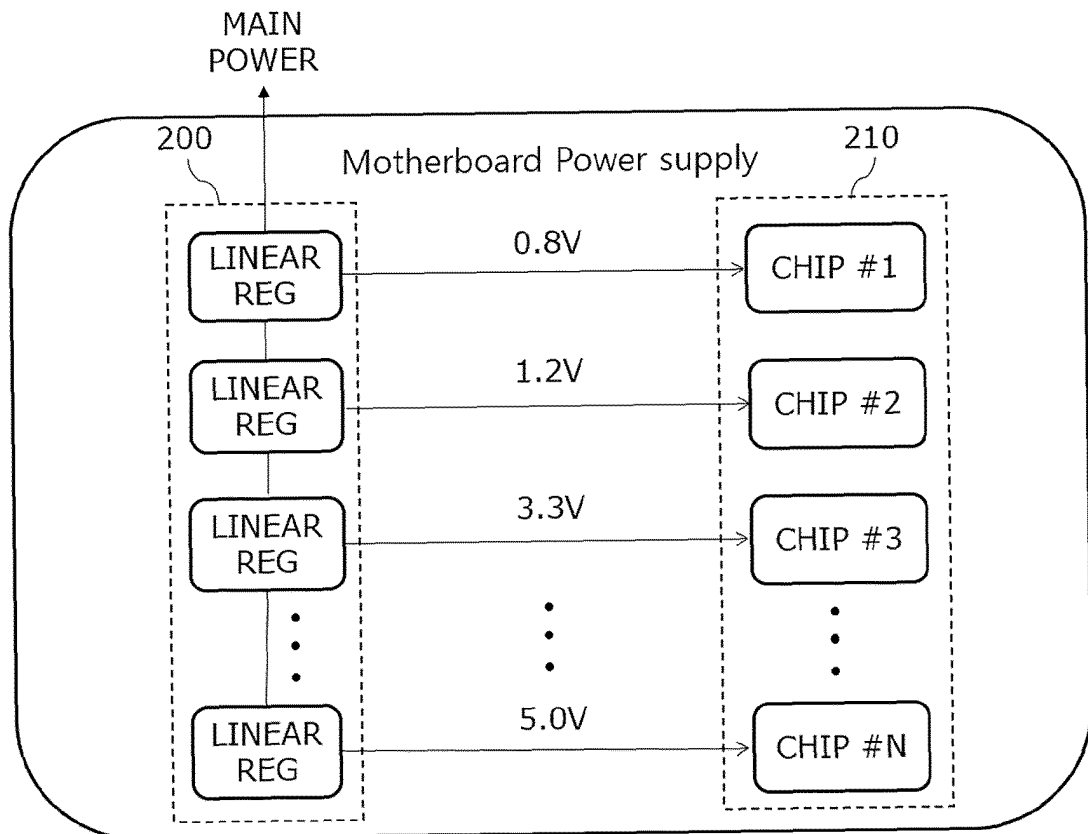 MAIN
POWER
200
210
Motherboard Power supply
LINEAR
REG
0.8V
CHIP #1
LINEAR
REG
1.2V
CHIP #2
LINEAR
REG
3.3V
CHIP #3
LINEAR
REG
5.0V
CHIP #N